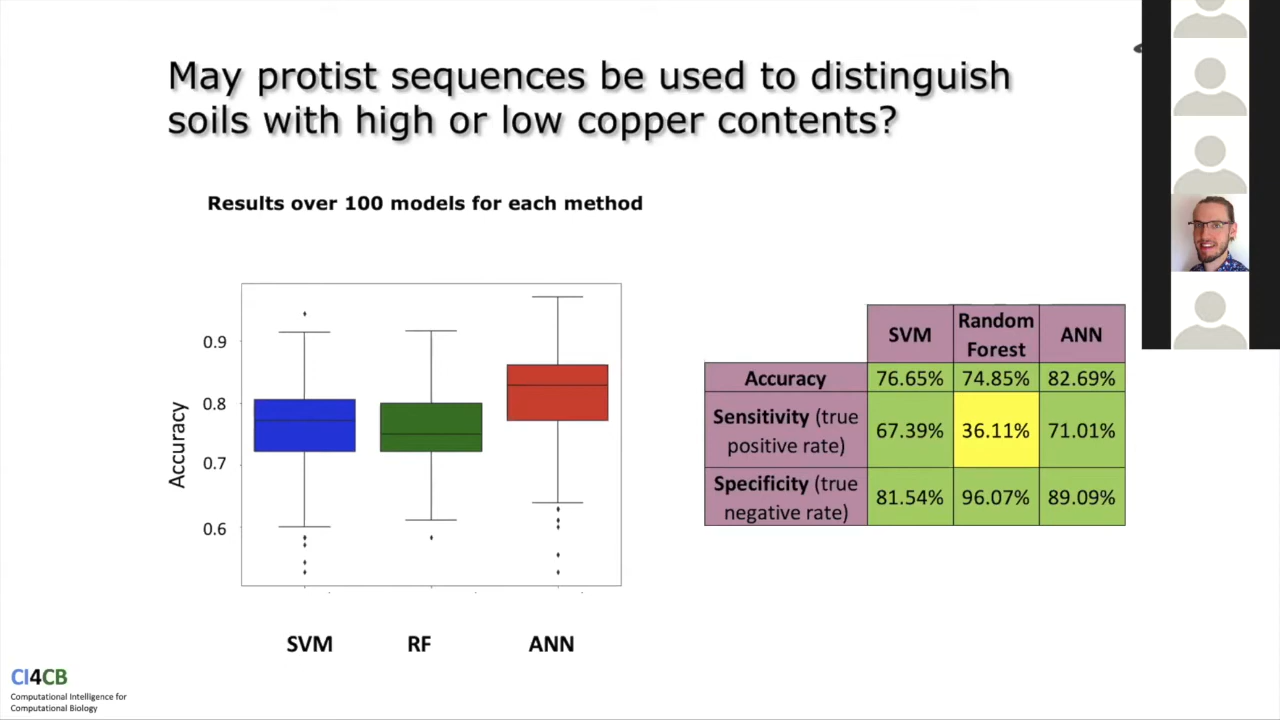 May protist sequences be used to distinguish
soils with high or low copper contents?
Results over 100 models for each method
Accuracy
0.9
0.8
0.7
0.6
SVM RF ANN
SVM Random Forest ANN
Accuracy 76.65% 74.85% 82.69%
Sensitivity (true
positive rate) 67.39% 36.11% 71.01%
Specificity (true
negative rate) 81.54% 96.07% 89.09%
CI4CB
Computational Intelligence for
Computational Biology